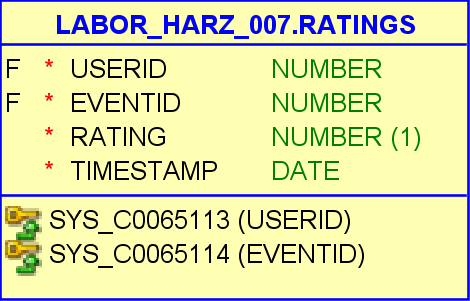 LABOR_HARZ_007.RATINGS
F * USERID NUMBER
F * EVENTID NUMBER
* RATING NUMBER (1)
* TIMESTAMP DATE
SYS_C0065113 (USERID)
SYS_C0065114 (EVENTID)